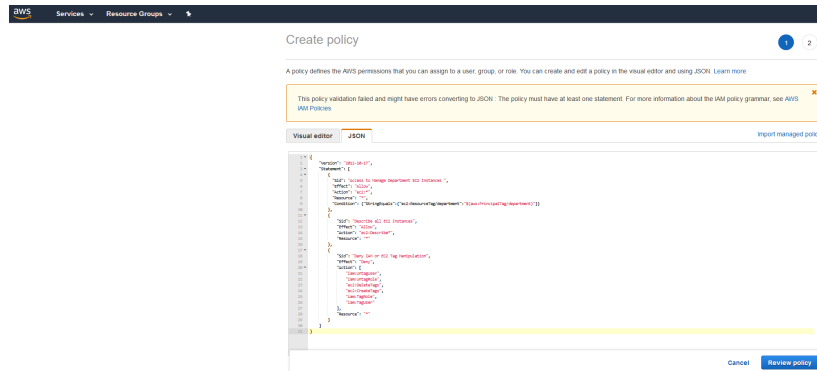 aws Services Resource Groups
Create policy 1 2
A policy defines the AWS permissions that you can assign to a user, group, or role. You can create and edit a policy in the visual editor and using JSON. Learn more
This policy validation failed and might have errors converting to JSON : The policy must have at least one statement. For more information about the IAM policy grammar, see AWS
IAM Policies
Visual editor JSON Import managed polic
{
"Version": "2012-10-17",
"Statement": [
{
"Sid": "Access to Manage Department EC2 Instances ",
"Effect": "Allow",
"Action": "ec2:*",
"Resource": "*",
"Condition": {"StringEquals":{"ec2:ResourceTag/department":"${aws:PrincipalTag/department}"}}
},
{
"Sid": "Describe all EC2 Instances",
"Effect": "Allow",
"Action": "ec2:Describe*",
"Resource": "*"
},
{
"Sid": "Deny IAM or EC2 Tag Manipulation",
"Effect": "Deny",
"Action": [
"iam:UntagUser",
"iam:UntagRole",
"ec2:DeleteTags",
"ec2:CreateTags",
"iam:TagRole",
"iam:TagUser"
],
"Resource": "*"
}
]
}
Cancel Review policy